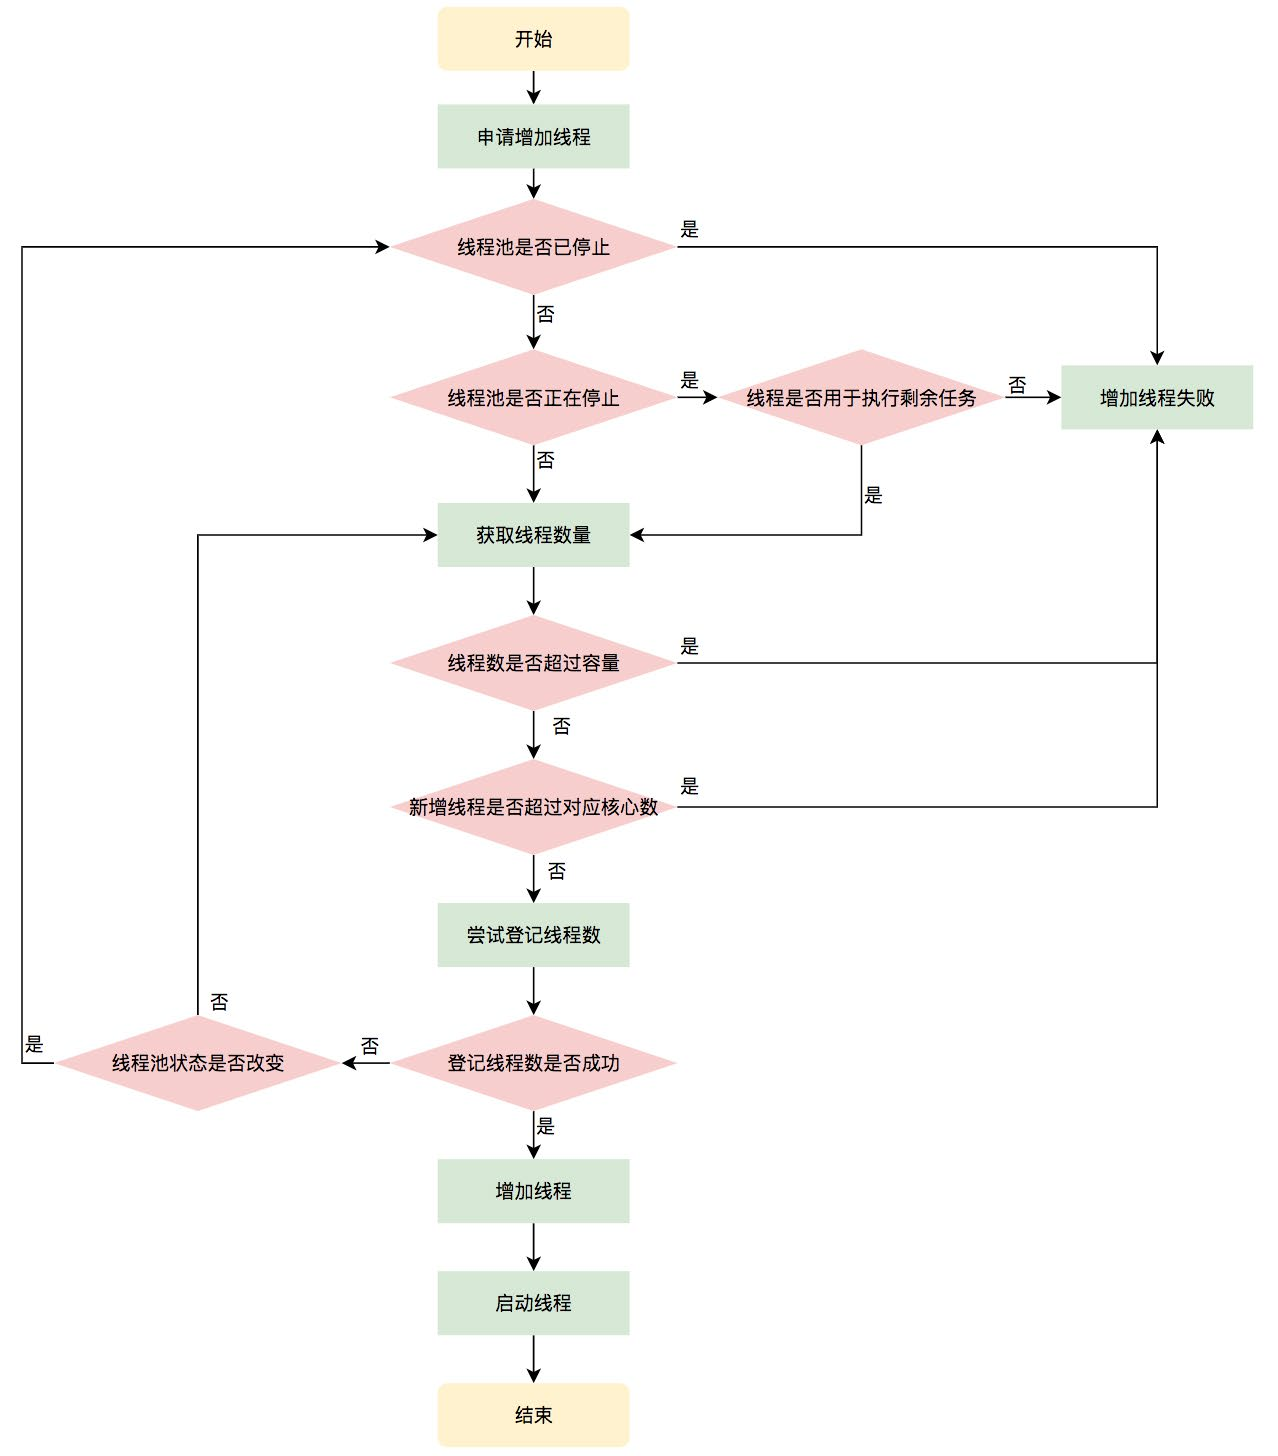 开始
申请增加线程
线程池是否已停止
是
否
线程池是否正在停止
是
线程是否用于执行剩余任务
否
增加线程失败
否
是
获取线程数量
线程数是否超过容量
是
否
新增线程是否超过对应核心数
是
否
尝试登记线程数
否
是
线程池状态是否改变
否
登记线程数是否成功
是
增加线程
启动线程
结束